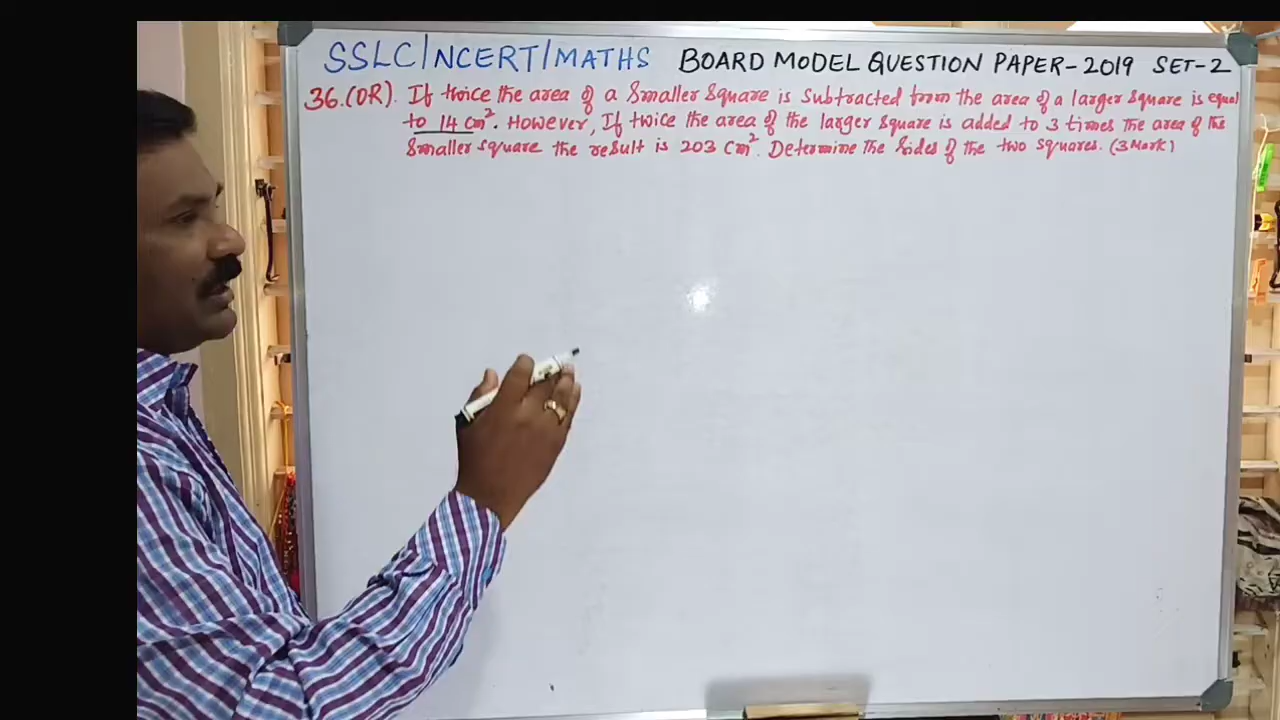 SSLC/NCERT/MATHS BOARD MODEL QUESTION PAPER-2019 SET-2
36.(OR). If twice the area of a smaller square is subtracted from the area of a larger square is equal
to 14 cm². However, If twice the area of the larger square is added to 3 times the area of the
smaller square the result is 203 cm². Determine the sides of the two squares. (3 Mark)